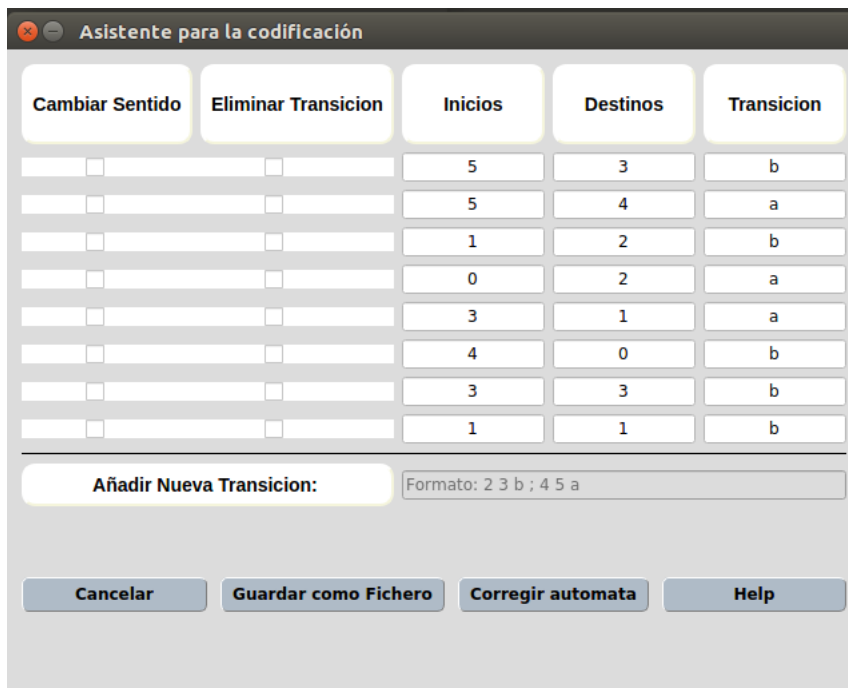 Asistente para la codificación
Cambiar Sentido Eliminar Transicion Inicios Destinos Transicion
5 3 b
5 4 a
1 2 b
0 2 a
3 1 a
4 0 b
3 3 b
1 1 b
Añadir Nueva Transicion: Formato: 2 3 b ; 4 5 a
Cancelar Guardar como Fichero Corregir automata Help